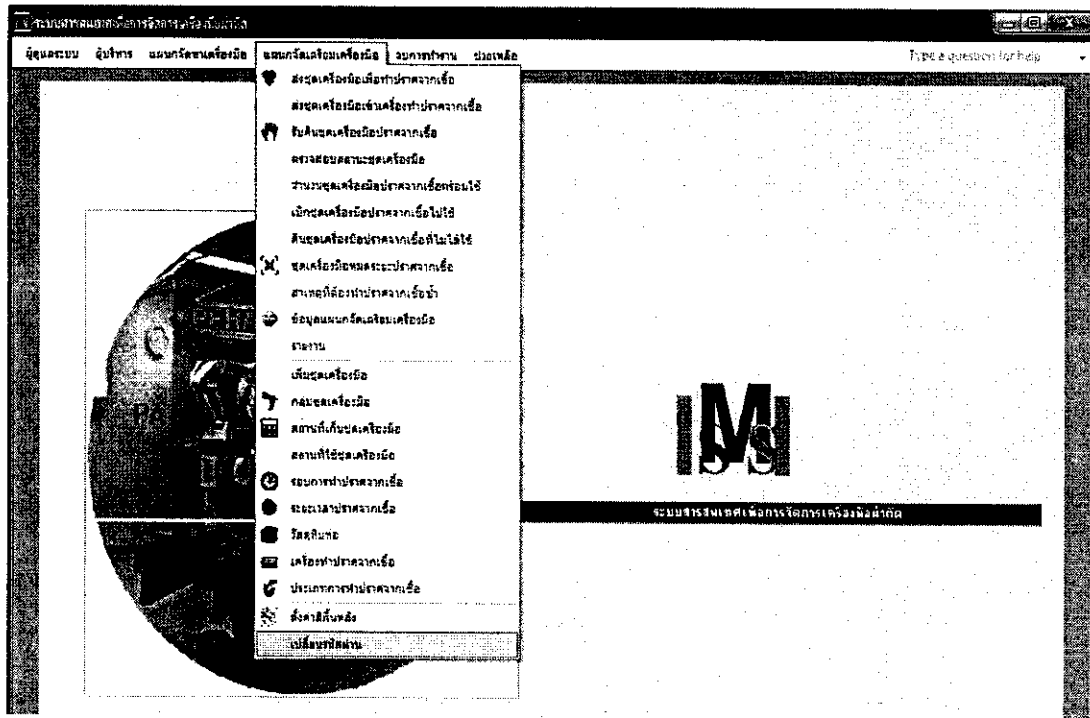 ระบบสารสนเทศเพื่อการจัดการเครื่องมือผ่าตัด
ผู้ดูแลระบบ ผู้บริหาร แผนกวัดซาเครื่องมือ แผนกจัดเตรียมเครื่องมือ จบการทำงาน ช่วยเหลือ Type a question for help
ส่งชุดเครื่องมือเพื่อทำปราศจากเชื้อ
ส่งชุดเครื่องมือเข้าเครื่องทำปราศจากเชื้อ
รับคืนชุดเครื่องมือปราศจากเชื้อ
ตรวจสอบสถานะชุดเครื่องมือ
จำนวนชุดเครื่องมือปราศจากเชื้อพร้อมใช้
เบิกชุดเครื่องมือปราศจากเชื้อไปใช้
คืนชุดเครื่องมือปราศจากเชื้อที่ไม่ได้ใช้
ชุดเครื่องมือหมดระยะปราศจากเชื้อ
สาเหตุที่ต้องทำปราศจากเชื้อซ้ำ
ข้อมูลแผนกจัดเตรียมเครื่องมือ
รายงาน
เพิ่มชุดเครื่องมือ
กลุ่มชุดเครื่องมือ
สถานที่เก็บชุดเครื่องมือ
สถานที่ใช้ชุดเครื่องมือ
รอบการทำปราศจากเชื้อ
ระยะเวลาปราศจากเชื้อ
วัสดุหีบห่อ
เครื่องทำปราศจากเชื้อ
ประเภทการทำปราศจากเชื้อ
ตั้งค่าสีพื้นหลัง
เปลี่ยนรหัสผ่าน
ISMSI
ระบบสารสนเทศเพื่อการจัดการเครื่องมือผ่าตัด